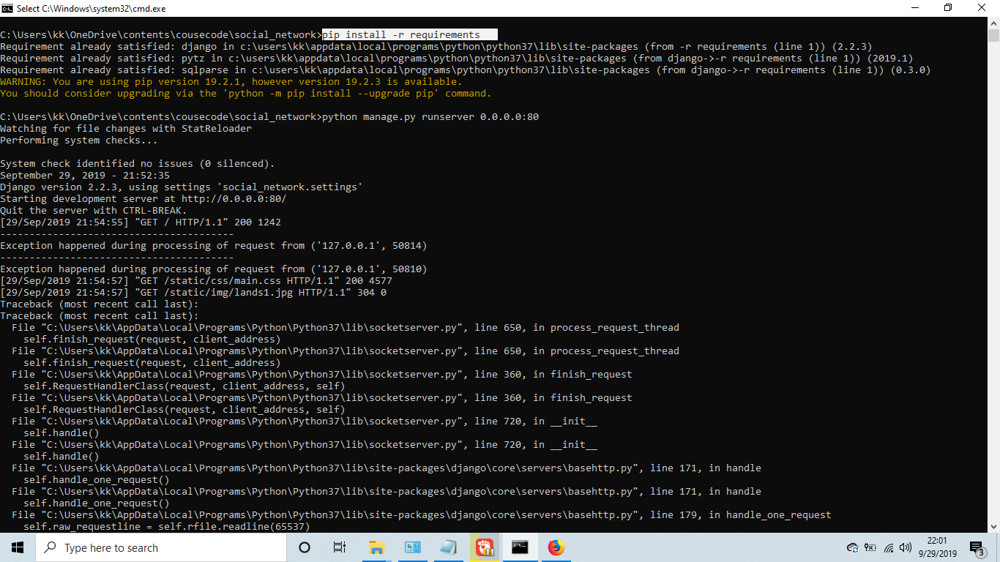 Select C:\Windows\system32\cmd.exe
C:\Users\kk\OneDrive\contents\cousecode\social_network>pip install -r requirements
Requirement already satisfied: django in c:\users\kk\appdata\local\programs\python\python37\lib\site-packages (from -r requirements (line 1)) (2.2.3)
Requirement already satisfied: pytz in c:\users\kk\appdata\local\programs\python\python37\lib\site-packages (from django->-r requirements (line 1)) (2019.1)
Requirement already satisfied: sqlparse in c:\users\kk\appdata\local\programs\python\python37\lib\site-packages (from django->-r requirements (line 1)) (0.3.0)
WARNING: You are using pip version 19.2.1, however version 19.2.3 is available.
You should consider upgrading via the 'python -m pip install --upgrade pip' command.
C:\Users\kk\OneDrive\contents\cousecode\social_network>python manage.py runserver 0.0.0.0:80
Watching for file changes with StatReloader
Performing system checks...
System check identified no issues (0 silenced).
September 29, 2019 - 21:52:35
Django version 2.2.3, using settings 'social_network.settings'
Starting development server at http://0.0.0.0:80/
Quit the server with CTRL-BREAK.
[29/Sep/2019 21:54:55] "GET / HTTP/1.1" 200 1242
----------------------------------------
Exception happened during processing of request from ('127.0.0.1', 50814)
----------------------------------------
Exception happened during processing of request from ('127.0.0.1', 50810)
[29/Sep/2019 21:54:57] "GET /static/css/main.css HTTP/1.1" 200 4577
[29/Sep/2019 21:54:57] "GET /static/img/lands1.jpg HTTP/1.1" 304 0
Traceback (most recent call last):
Traceback (most recent call last):
  File "C:\Users\kk\AppData\Local\Programs\Python\Python37\lib\socketserver.py", line 650, in process_request_thread
    self.finish_request(request, client_address)
  File "C:\Users\kk\AppData\Local\Programs\Python\Python37\lib\socketserver.py", line 650, in process_request_thread
    self.finish_request(request, client_address)
  File "C:\Users\kk\AppData\Local\Programs\Python\Python37\lib\socketserver.py", line 360, in finish_request
    self.RequestHandlerClass(request, client_address, self)
  File "C:\Users\kk\AppData\Local\Programs\Python\Python37\lib\socketserver.py", line 360, in finish_request
    self.RequestHandlerClass(request, client_address, self)
  File "C:\Users\kk\AppData\Local\Programs\Python\Python37\lib\socketserver.py", line 720, in __init__
    self.handle()
  File "C:\Users\kk\AppData\Local\Programs\Python\Python37\lib\socketserver.py", line 720, in __init__
    self.handle()
  File "C:\Users\kk\AppData\Local\Programs\Python\Python37\lib\site-packages\django\core\servers\basehttp.py", line 171, in handle
    self.handle_one_request()
  File "C:\Users\kk\AppData\Local\Programs\Python\Python37\lib\site-packages\django\core\servers\basehttp.py", line 171, in handle
    self.handle_one_request()
  File "C:\Users\kk\AppData\Local\Programs\Python\Python37\lib\site-packages\django\core\servers\basehttp.py", line 179, in handle_one_request
    self.raw_requestline = self.rfile.readline(65537)
Type here to search
22:01
9/29/2019
3